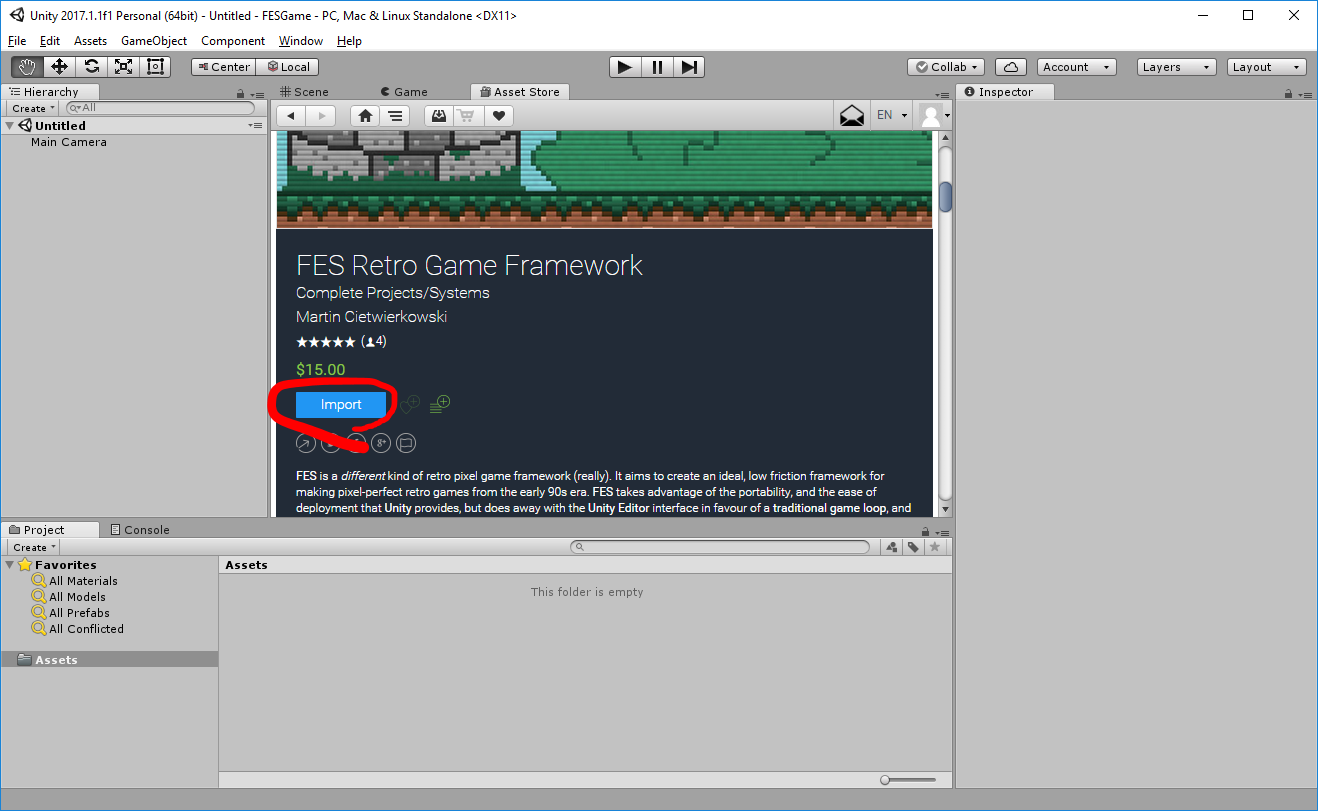 Unity 2017.1.1f1 Personal (64bit) - Untitled - FESGame - PC, Mac & Linux Standalone <DX11>
File Edit Assets GameObject Component Window Help
Center Local Collab Account Layers Layout
Hierarchy
Create All
Untitled
Main Camera
Scene Game Asset Store
EN
FES Retro Game Framework
Complete Projects/Systems
Martin Cietwierkowski
★★★★★ (4)
$15.00
Import
8+
FES is a different kind of retro pixel game framework (really). It aims to create an ideal, low friction framework for
making pixel-perfect retro games from the early 90s era. FES takes advantage of the portability, and the ease of
deployment that Unity provides, but does away with the Unity Editor interface in favour of a traditional game loop, and
Inspector
Project Console
Create
Favorites
All Materials
All Models
All Prefabs
All Conflicted
Assets
Assets
This folder is empty